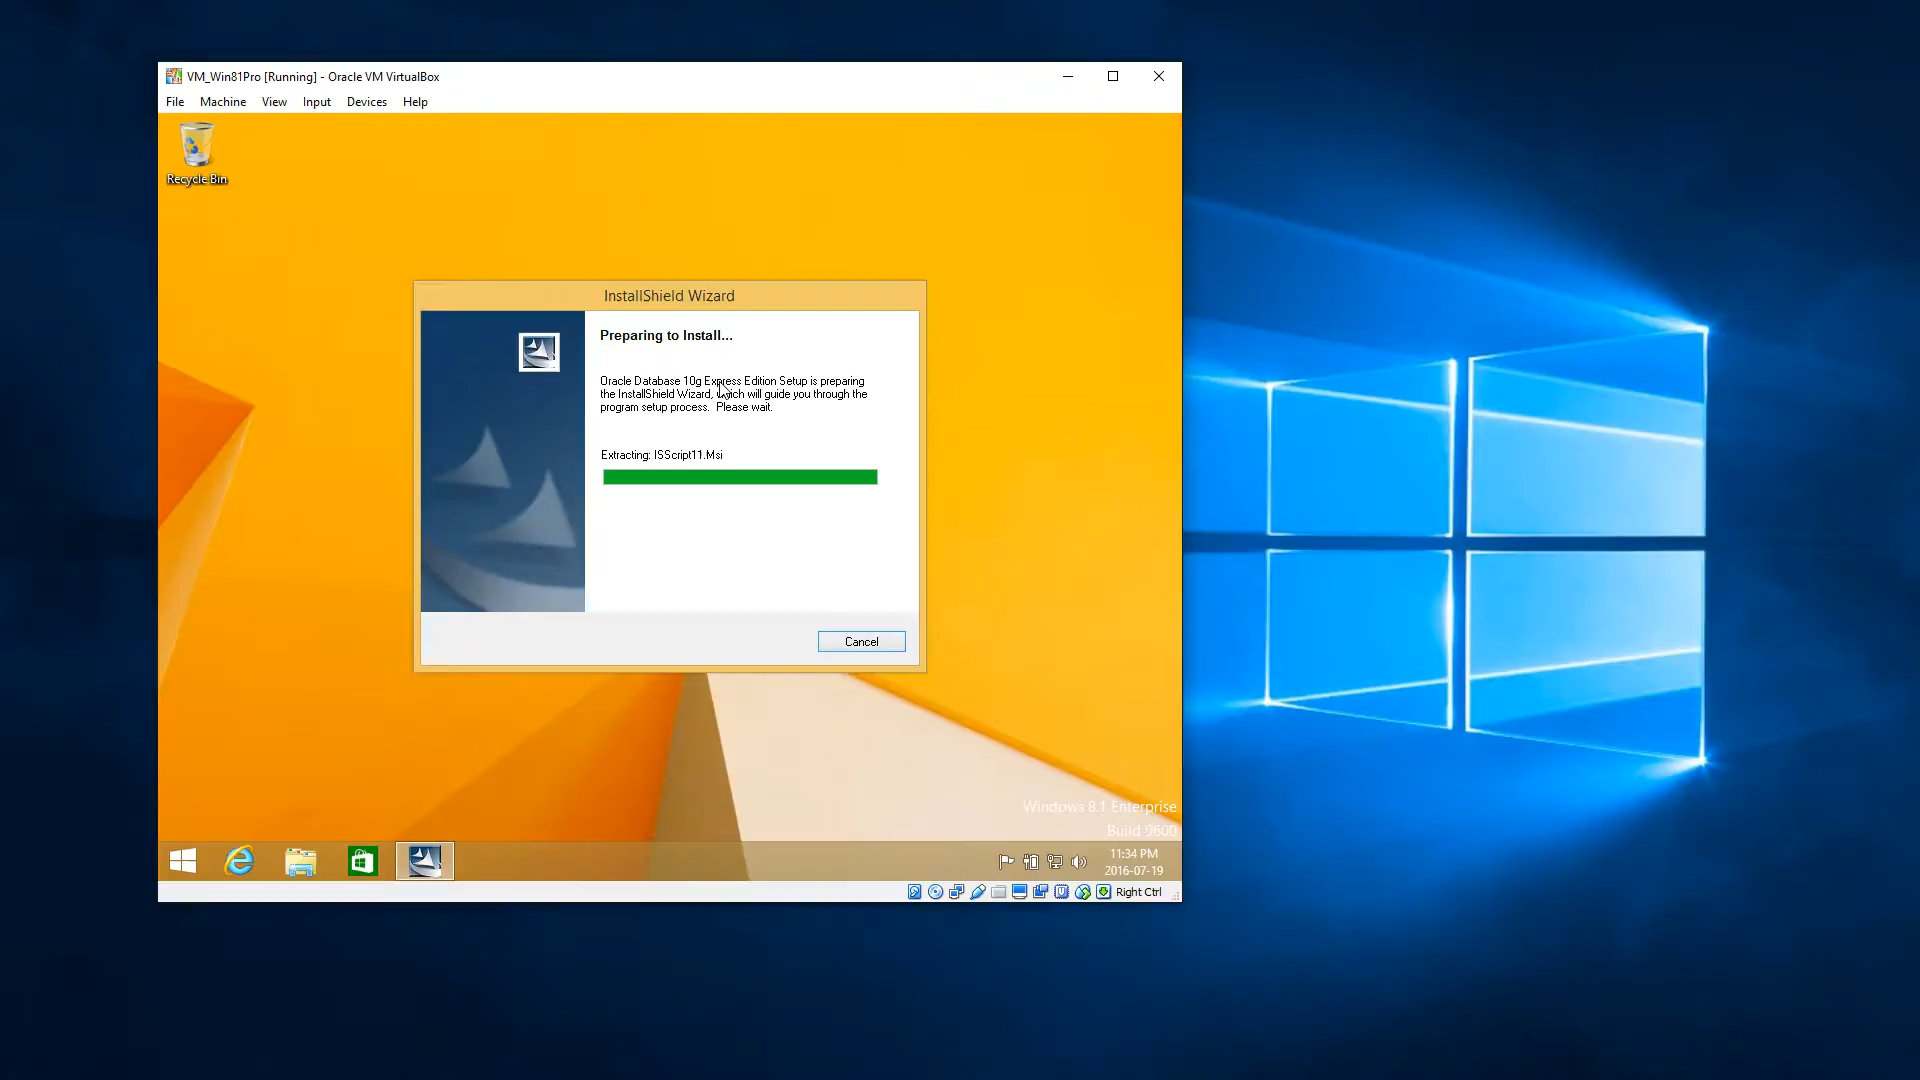 VM_Win81Pro [Running] - Oracle VM VirtualBox
File Machine View Input Devices Help
Recycle Bin
InstallShield Wizard
Preparing to Install...
Oracle Database 10g Express Edition Setup is preparing
the InstallShield Wizard, which will guide you through the
program setup process. Please wait.
Extracting: ISScript11.Msi
Cancel
Windows 8.1 Enterprise
Build 9600
11:34 PM
2016-07-19
Right Ctrl